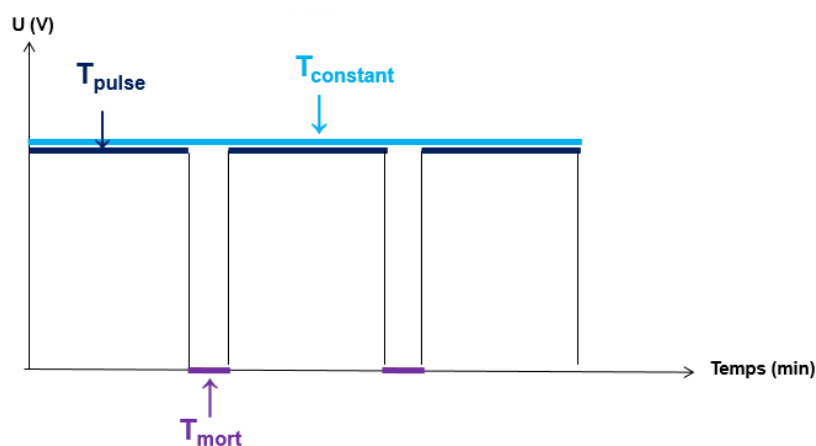 U (V)
Tpulse
Tconstant
Temps (min)
Tmort